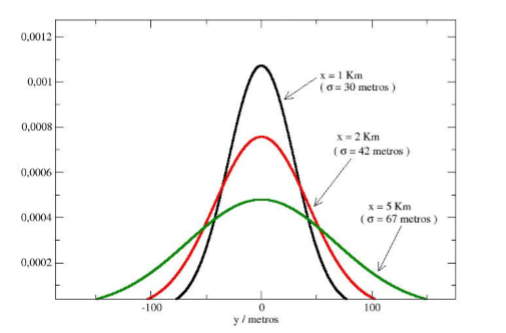 0,0012
0,001
0,0008
0,0006
0,0004
0,0002
x = 1 Km
( σ = 30 metros )
x = 2 Km
( σ = 42 metros )
x = 5 Km
( σ = 67 metros )
-100 0 100
y / metros